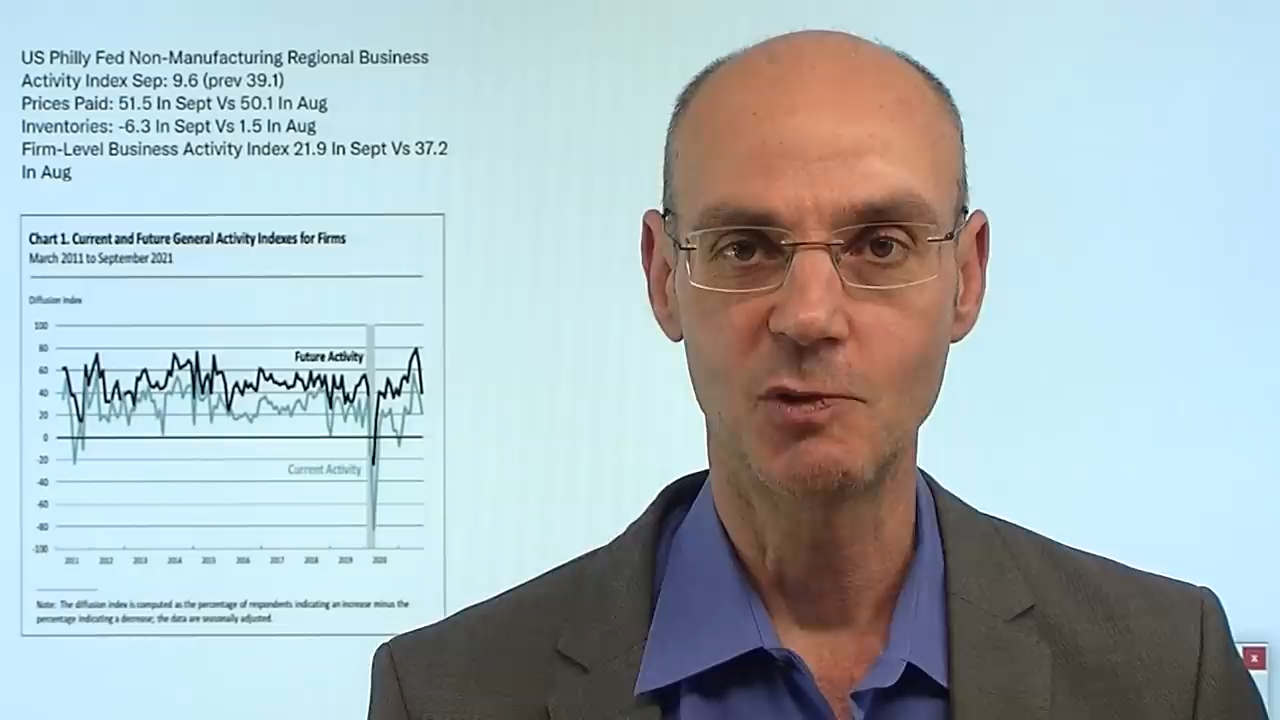 US Philly Fed Non-Manufacturing Regional Business
Activity Index Sep: 9.6 (prev 39.1)
Prices Paid: 51.5 In Sept Vs 50.1 In Aug
Inventories: -6.3 In Sept Vs 1.5 In Aug
Firm-Level Business Activity Index 21.9 In Sept Vs 37.2
In Aug
Chart 1. Current and Future General Activity Indexes for Firms
March 2011 to September 2021
Diffusion Index
100
80
60
40
20
0
-20
-40
-60
-80
-100
Future Activity
Current Activity
2011 2012 2013 2014 2015 2016 2017 2018 2019 2020
Note: The diffusion index is computed as the percentage of respondents indicating an increase minus the
percentage indicating a decrease; the data are seasonally adjusted.
x